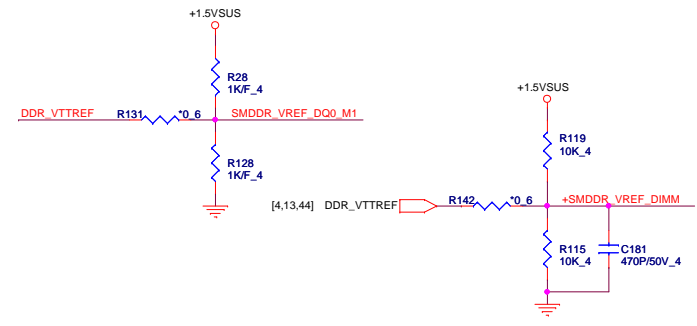 +1.5VSUS
R28
1K/F_4
DDR_VTTREF R131 *0_6 SMDDR_VREF_DQ0_M1
R128
1K/F_4
+1.5VSUS
R119
10K_4
[4,13,44] DDR_VTTREF R142 *0_6 +SMDDR_VREF_DIMM
R115
10K_4
C181
470P/50V_4